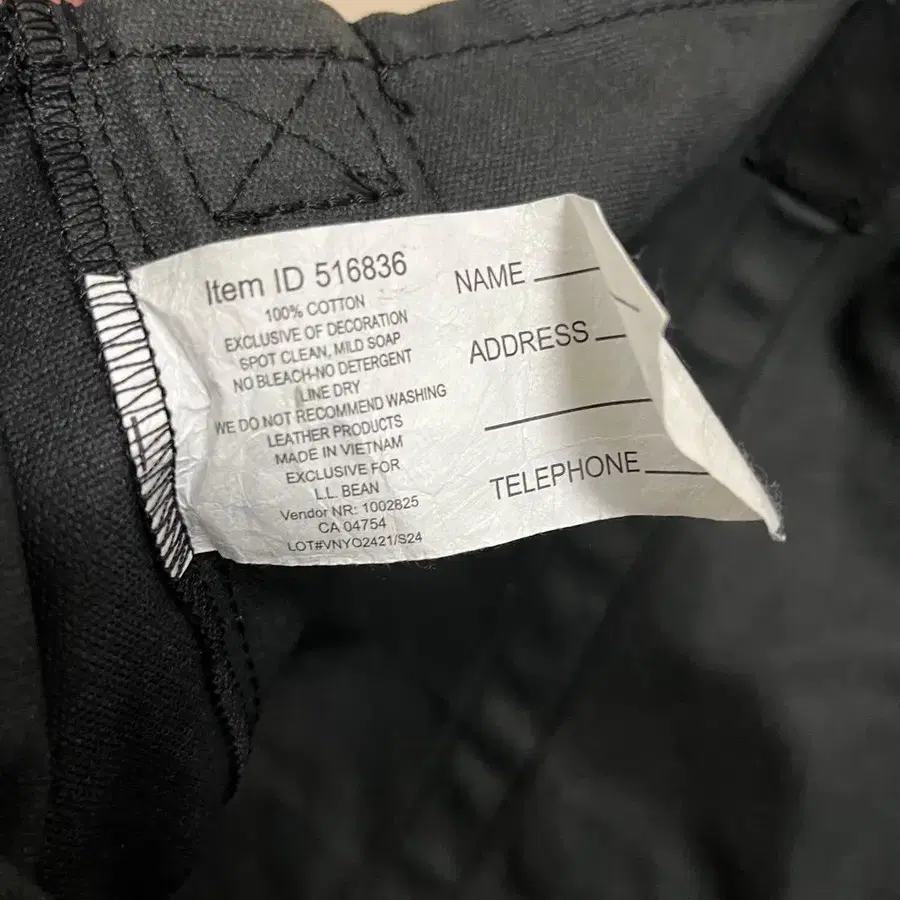 Item ID 516836
100% COTTON
EXCLUSIVE OF DECORATION
SPOT CLEAN, MILD SOAP
NO BLEACH-NO DETERGENT
LINE DRY
WE DO NOT RECOMMEND WASHING
LEATHER PRODUCTS
MADE IN VIETNAM
EXCLUSIVE FOR
L.L. BEAN
Vendor NR: 1002825
CA 04754
LOT#VNYO2421/S24
NAME
ADDRESS
TELEPHONE